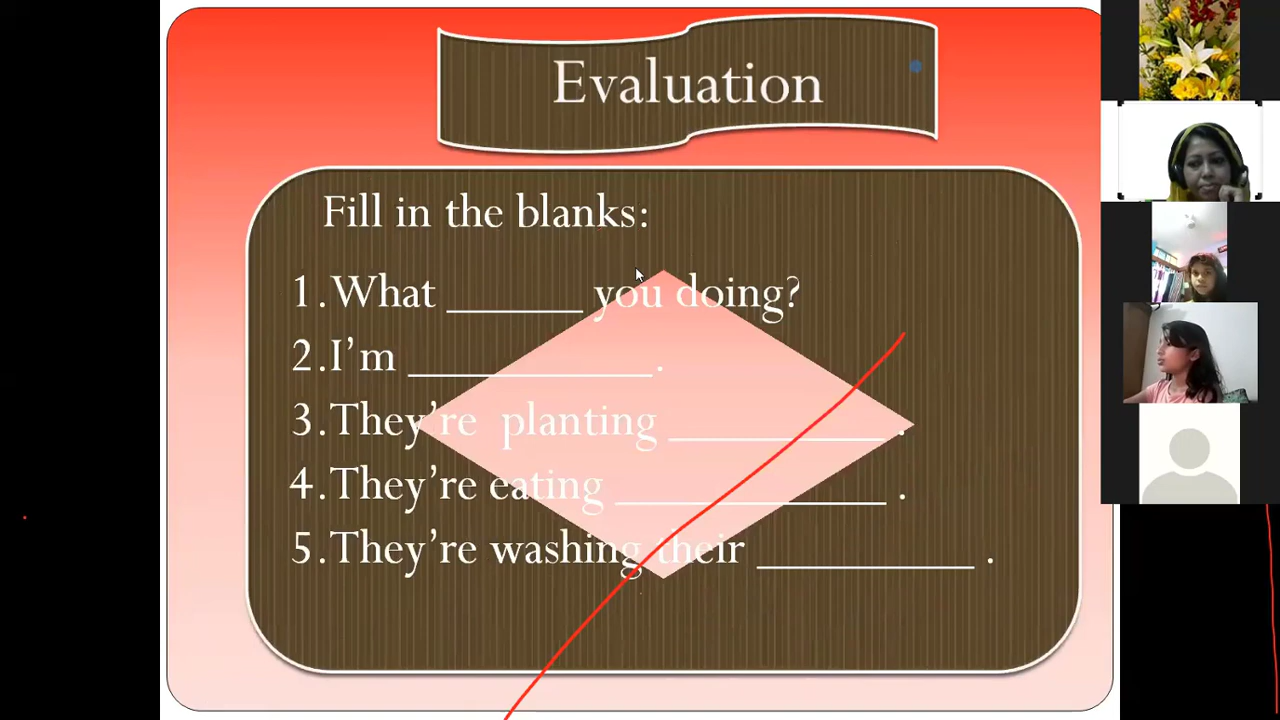 Evaluation
Fill in the blanks:
1.What ______ you doing?
2.I'm ___________.
3.They're planting __________ .
4.They're eating ____________ .
5.They're washing their __________ .